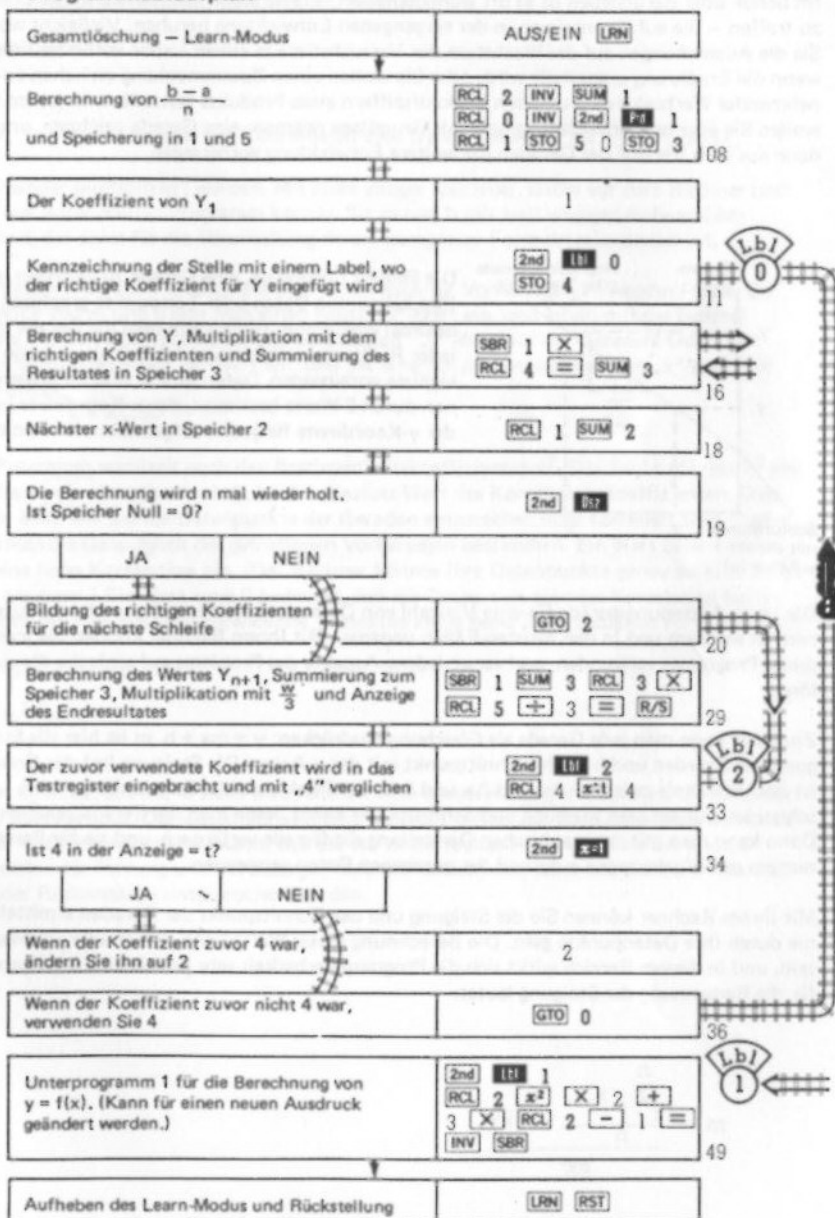 Gesamtlösung – Learn-Modus
AUS/EIN LRN
Berechnung von b – a / n
und Speicherung in 1 und 5
RCL 2 INV SUM 1
RCL 0 INV 2nd Prd 1
RCL 1 STO 5 0 STO 3
08
Der Koeffizient von Y1
1
Kennzeichnung der Stelle mit einem Label, wo
der richtige Koeffizient für Y eingefügt wird
2nd Lbl 0
STO 4
11
Lbl
0
Berechnung von Y, Multiplikation mit dem
richtigen Koeffizienten und Summierung des
Resultates in Speicher 3
SBR 1 X
RCL 4 = SUM 3
16
Nächster x-Wert in Speicher 2
RCL 1 SUM 2
18
Die Berechnung wird n mal wiederholt.
Ist Speicher Null = 0?
2nd
19
JA NEIN
Bildung des richtigen Koeffizienten
für die nächste Schleife
GTO 2
20
Berechnung des Wertes Yn+1, Summierung zum
Speicher 3, Multiplikation mit w/3 und Anzeige
des Endresultates
SBR 1 SUM 3 RCL 3 X
RCL 5 ÷ 3 = R/S
29
Der zuvor verwendete Koeffizient wird in das
Testregister eingebracht und mit „4" verglichen
2nd Lbl 2
RCL 4 x:t 4
33
Lbl
2
Ist 4 in der Anzeige = t?
2nd x=t
34
JA NEIN
Wenn der Koeffizient zuvor 4 war,
ändern Sie ihn auf 2
2
Wenn der Koeffizient zuvor nicht 4 war,
verwenden Sie 4
GTO 0
36
Unterprogramm 1 für die Berechnung von
y = f(x). (Kann für einen neuen Ausdruck
geändert werden.)
2nd Lbl 1
RCL 2 x² X 2 +
3 X RCL 2 – 1 =
INV SBR
49
Lbl
1
Aufheben des Learn-Modus und Rückstellung
LRN RST